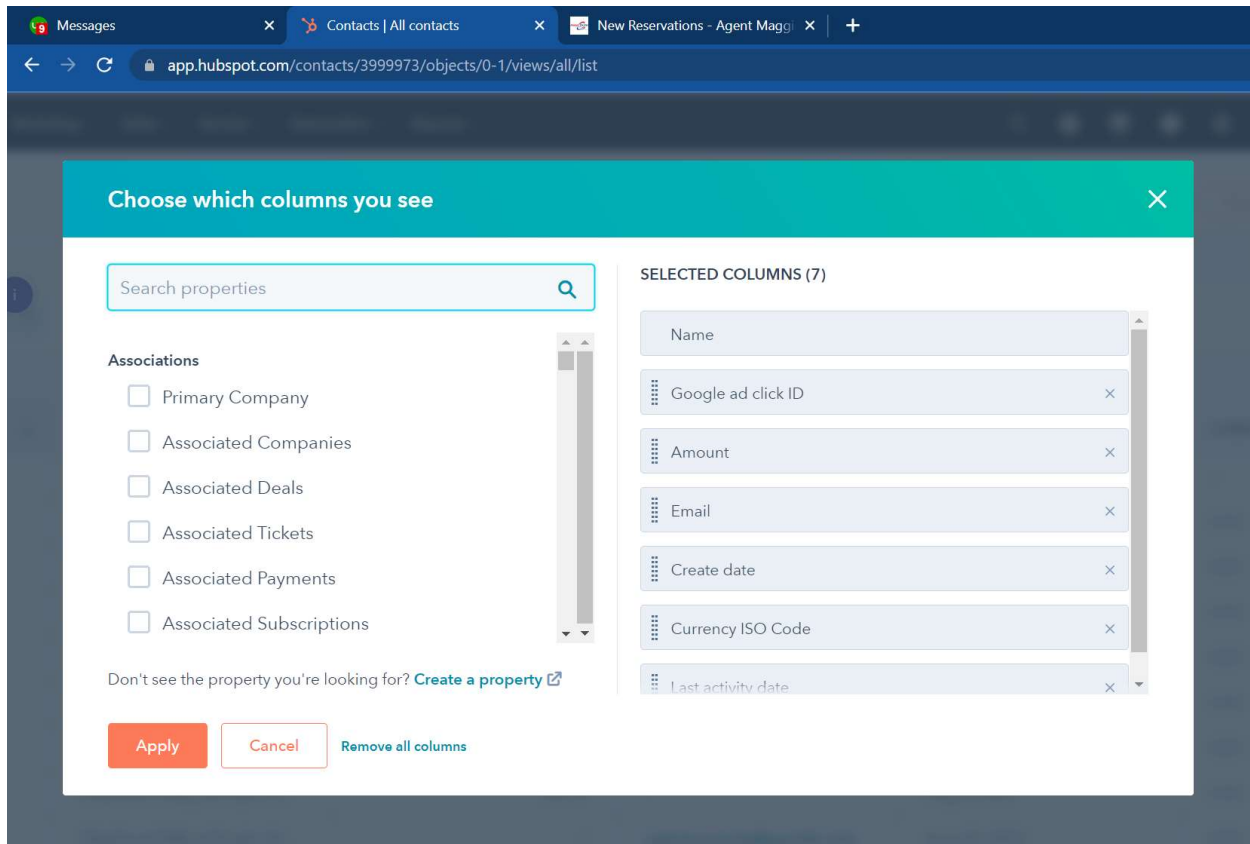 Messages
Contacts | All contacts
New Reservations - Agent Maggi
app.hubspot.com/contacts/3999973/objects/0-1/views/all/list
Choose which columns you see
Search properties
Associations
Primary Company
Associated Companies
Associated Deals
Associated Tickets
Associated Payments
Associated Subscriptions
Don't see the property you're looking for? Create a property
Apply
Cancel
Remove all columns
SELECTED COLUMNS (7)
Name
Google ad click ID
Amount
Email
Create date
Currency ISO Code
Last activity date